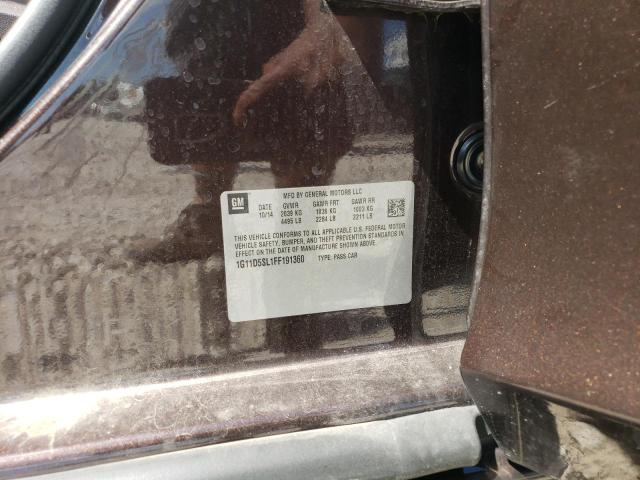 GM
MFD BY GENERAL MOTORS LLC
DATE GVWR GAWR FRT GAWR RR
10/14 2039 KG 1036 KG 1003 KG
4495 LB 2284 LB 2211 LB
THIS VEHICLE CONFORMS TO ALL APPLICABLE U.S. FEDERAL MOTOR
VEHICLE SAFETY, BUMPER, AND THEFT PREVENTION STANDARDS IN
EFFECT ON THE DATE OF MANUFACTURE SHOWN ABOVE.
1G11D5SL1FF191360 TYPE: PASS CAR